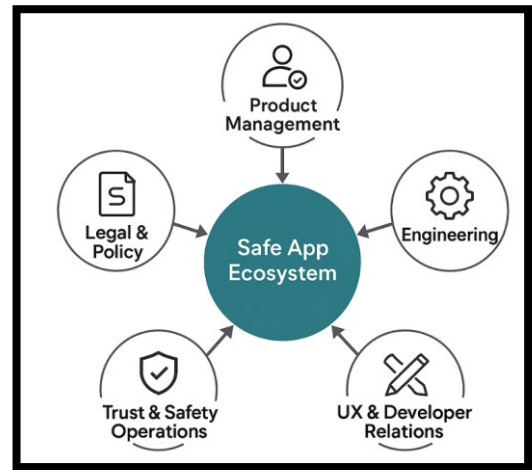 Product
Management
Legal &
Policy
Safe App
Ecosystem
Engineering
Trust & Safety
Operations
UX & Developer
Relations